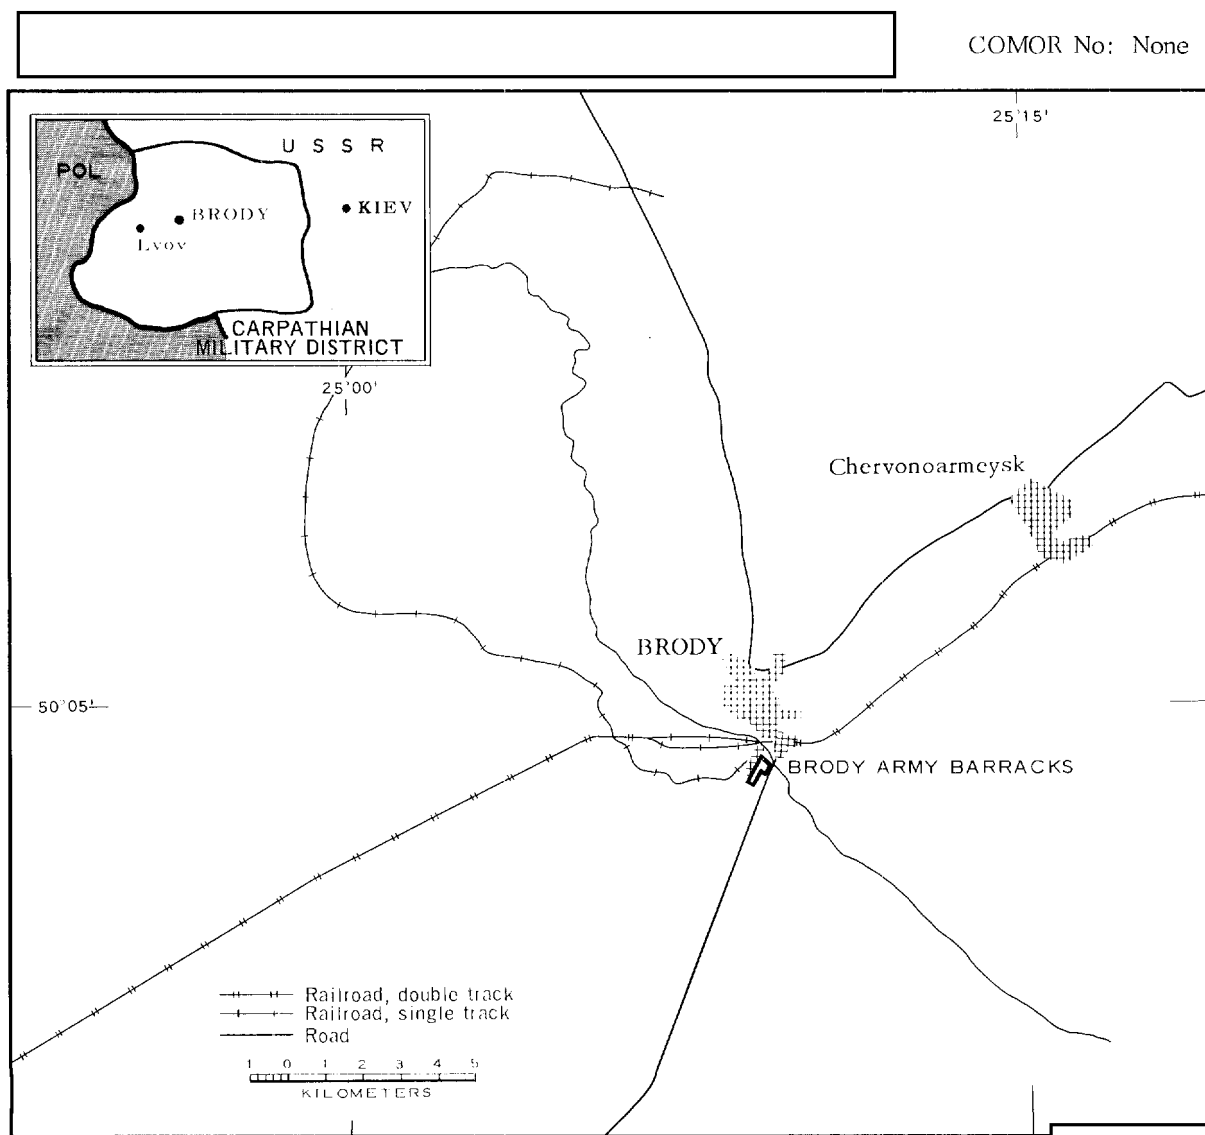 COMOR No: None
25°15'
U S S R
POL
KIEV
BRODY
Lvov
CARPATHIAN
MILITARY DISTRICT
25°00'
Chervonoarmeysk
BRODY
50°05'
BRODY ARMY BARRACKS
Railroad, double track
Railroad, single track
Road
1 0 1 2 3 4 5
KILOMETERS